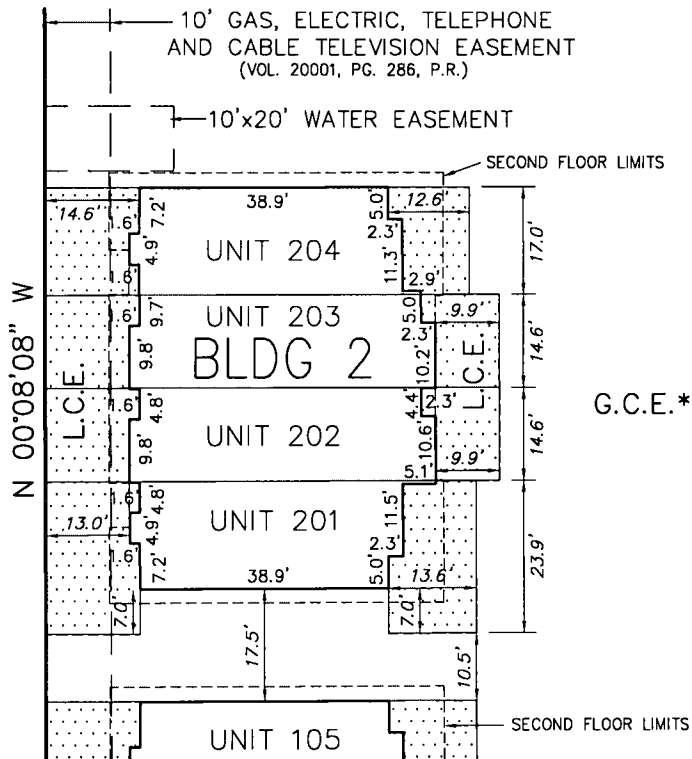 10' GAS, ELECTRIC, TELEPHONE
AND CABLE TELEVISION EASEMENT
(VOL. 20001, PG. 286, P.R.)
10'x20' WATER EASEMENT
SECOND FLOOR LIMITS
14.6'
1.6'
7.2'
38.9'
5.0'
12.6'
17.0'
4.9'
UNIT 204
2.3'
11.3'
1.6'
2.9'
1.6'
9.7'
UNIT 203
5.0
9.9'
2.3'
14.6'
9.8'
BLDG 2
10.2'
L.C.E.
L.C.E.
N 00°08'08" W
G.C.E.*
1.6'
4.8'
4.4'
2.3'
14.6'
9.8'
UNIT 202
10.6'
5.1'
9.9'
1.6'
4.8'
13.0'
4.9'
UNIT 201
11.5'
23.9'
1.6'
7.2'
2.3'
38.9'
5.0'
13.6'
7.0'
7.0'
17.5'
10.5'
UNIT 105
SECOND FLOOR LIMITS